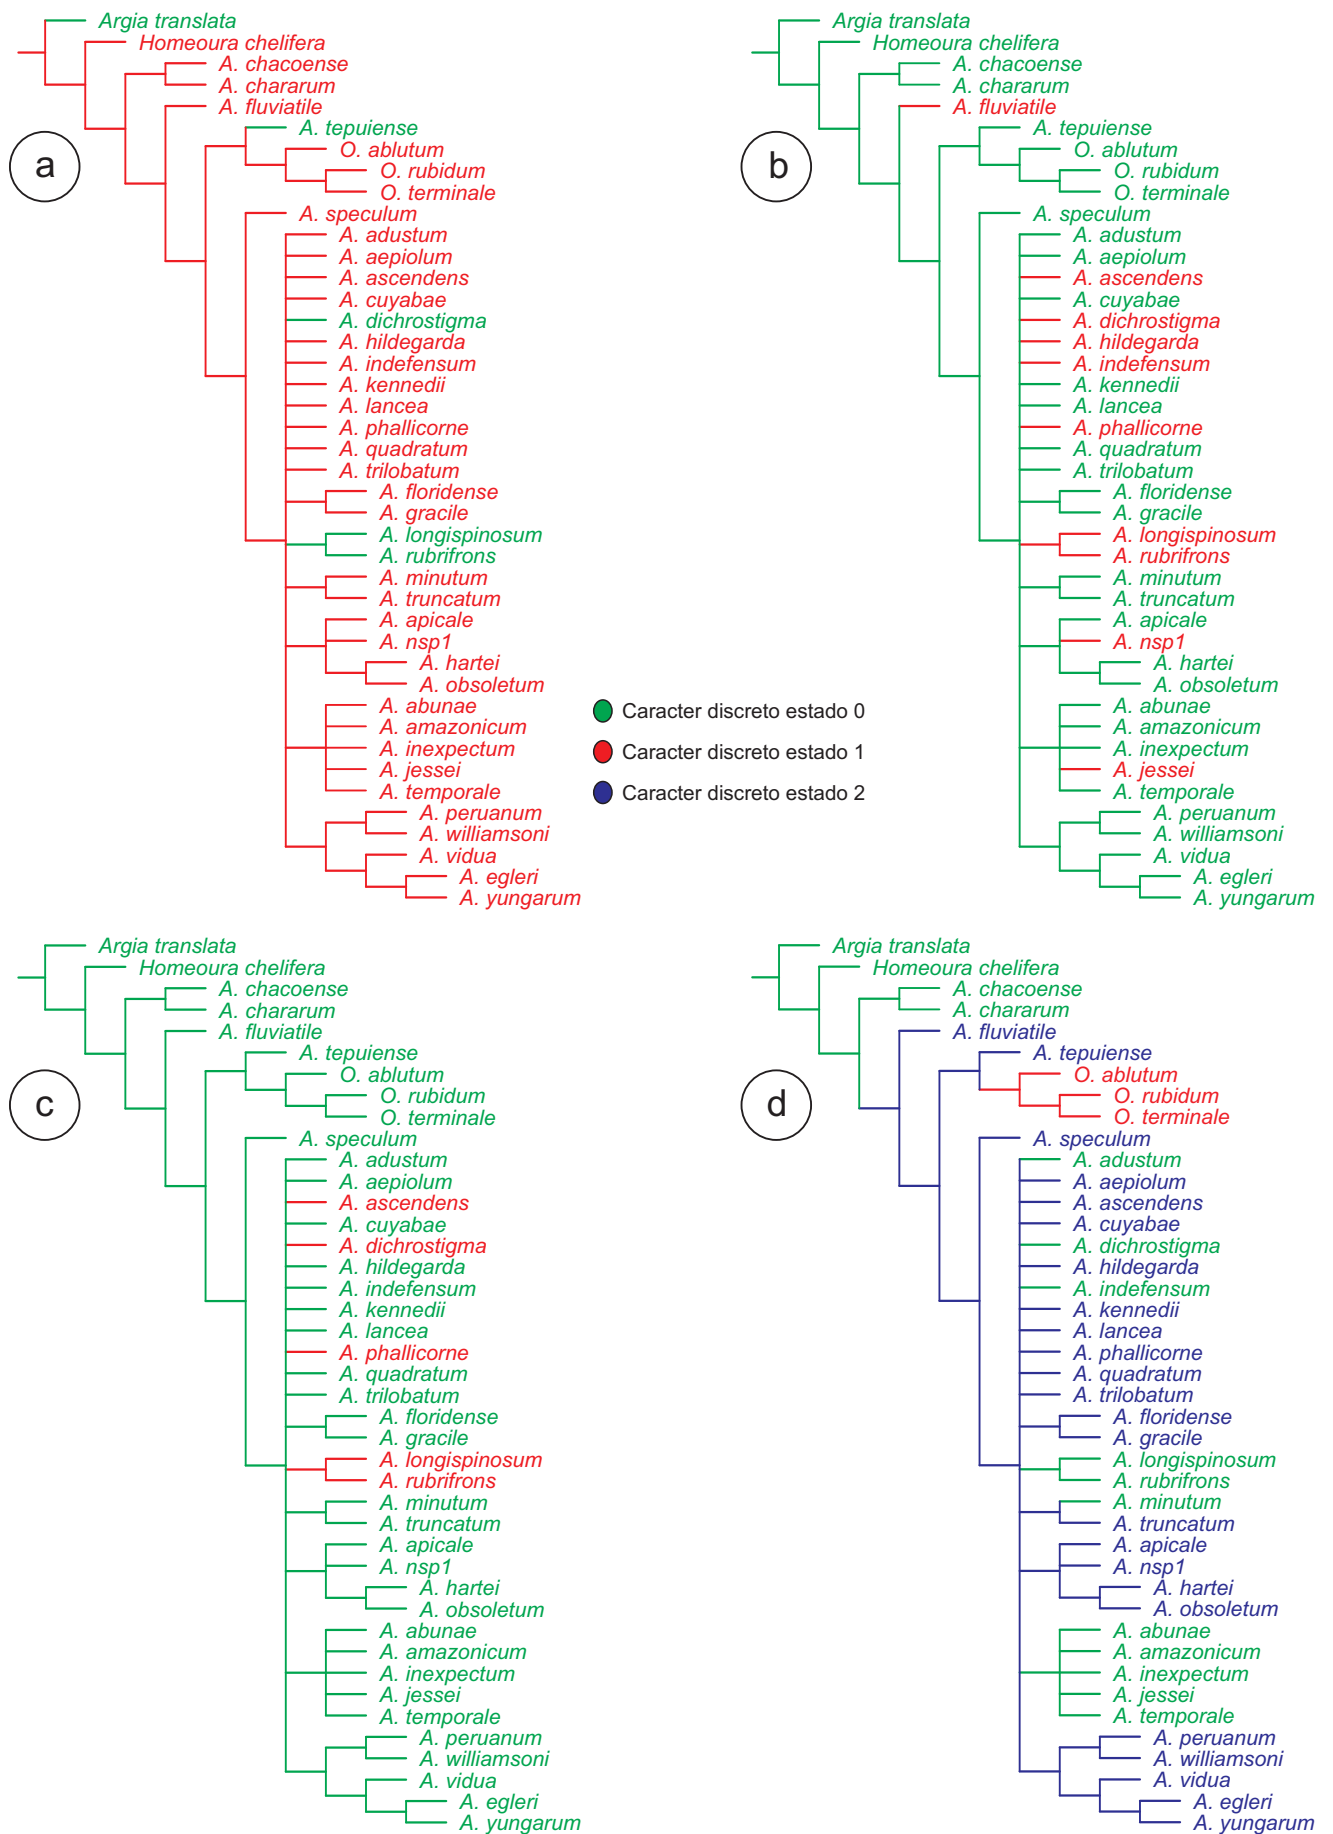 Argia translata
Homeoura chelifera
A. chacoense
A. chararum
A. fluviatile
A. tepuiense
O. ablutum
O. rubidum
O. terminale
A. speculum
A. adustum
A. aepiolum
A. ascendens
A. cuyabae
A. dichrostigma
A. hildegarda
A. indefensum
A. kennedii
A. lancea
A. phallicorne
A. quadratum
A. trilobatum
A. floridense
A. gracile
A. longispinosum
A. rubrifrons
A. minutum
A. truncatum
A. apicale
A. nsp1
A. hartei
A. obsoletum
A. abunae
A. amazonicum
A. inexpectum
A. jessei
A. temporale
A. peruanum
A. williamsoni
A. vidua
A. egleri
A. yungarum
a
Caracter discreto estado 0
Caracter discreto estado 1
Caracter discreto estado 2
Argia translata
Homeoura chelifera
A. chacoense
A. chararum
A. fluviatile
A. tepuiense
O. ablutum
O. rubidum
O. terminale
A. speculum
A. adustum
A. aepiolum
A. ascendens
A. cuyabae
A. dichrostigma
A. hildegarda
A. indefensum
A. kennedii
A. lancea
A. phallicorne
A. quadratum
A. trilobatum
A. floridense
A. gracile
A. longispinosum
A. rubrifrons
A. minutum
A. truncatum
A. apicale
A. nsp1
A. hartei
A. obsoletum
A. abunae
A. amazonicum
A. inexpectum
A. jessei
A. temporale
A. peruanum
A. williamsoni
A. vidua
A. egleri
A. yungarum
b
Argia translata
Homeoura chelifera
A. chacoense
A. chararum
A. fluviatile
A. tepuiense
O. ablutum
O. rubidum
O. terminale
A. speculum
A. adustum
A. aepiolum
A. ascendens
A. cuyabae
A. dichrostigma
A. hildegarda
A. indefensum
A. kennedii
A. lancea
A. phallicorne
A. quadratum
A. trilobatum
A. floridense
A. gracile
A. longispinosum
A. rubrifrons
A. minutum
A. truncatum
A. apicale
A. nsp1
A. hartei
A. obsoletum
A. abunae
A. amazonicum
A. inexpectum
A. jessei
A. temporale
A. peruanum
A. williamsoni
A. vidua
A. egleri
A. yungarum
c
Argia translata
Homeoura chelifera
A. chacoense
A. chararum
A. fluviatile
A. tepuiense
O. ablutum
O. rubidum
O. terminale
A. speculum
A. adustum
A. aepiolum
A. ascendens
A. cuyabae
A. dichrostigma
A. hildegarda
A. indefensum
A. kennedii
A. lancea
A. phallicorne
A. quadratum
A. trilobatum
A. floridense
A. gracile
A. longispinosum
A. rubrifrons
A. minutum
A. truncatum
A. apicale
A. nsp1
A. hartei
A. obsoletum
A. abunae
A. amazonicum
A. inexpectum
A. jessei
A. temporale
A. peruanum
A. williamsoni
A. vidua
A. egleri
A. yungarum
d